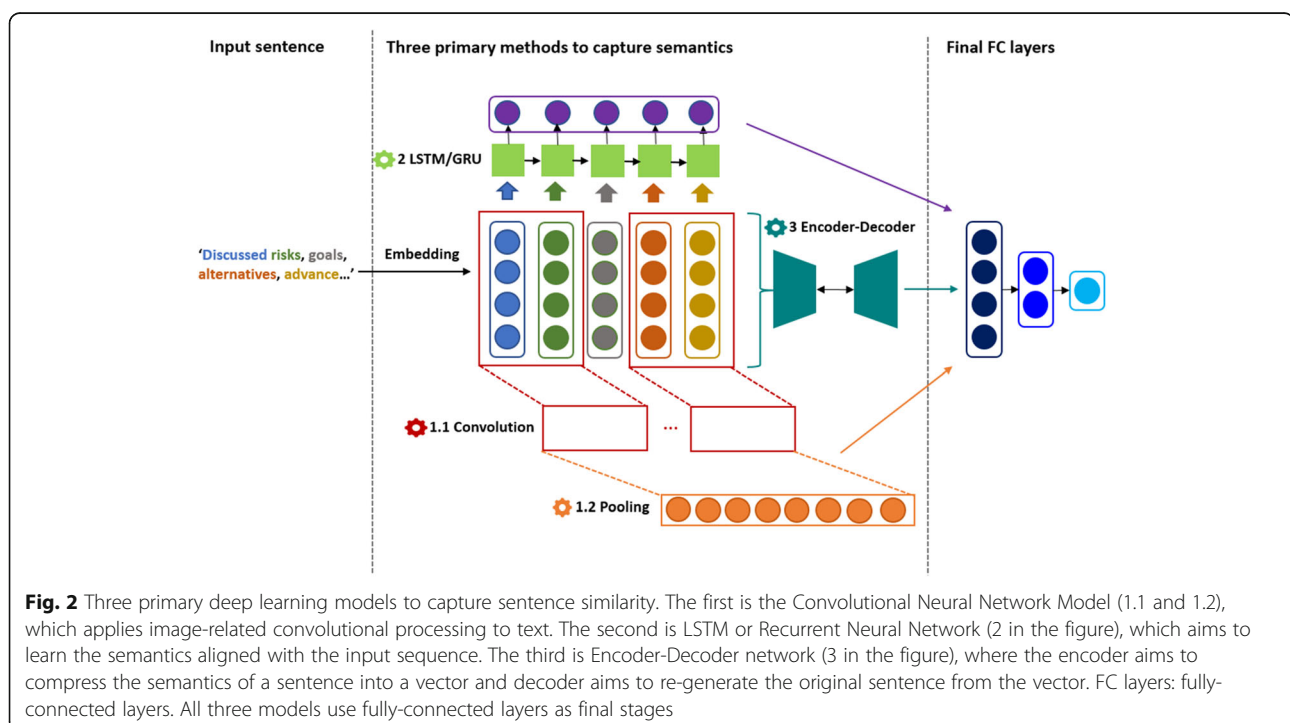 Input sentence
Three primary methods to capture semantics
Final FC layers
2 LSTM/GRU
3 Encoder-Decoder
'Discussed risks, goals,
alternatives, advance...'
Embedding
1.1 Convolution
...
1.2 Pooling
Fig. 2 Three primary deep learning models to capture sentence similarity. The first is the Convolutional Neural Network Model (1.1 and 1.2),
which applies image-related convolutional processing to text. The second is LSTM or Recurrent Neural Network (2 in the figure), which aims to
learn the semantics aligned with the input sequence. The third is Encoder-Decoder network (3 in the figure), where the encoder aims to
compress the semantics of a sentence into a vector and decoder aims to re-generate the original sentence from the vector. FC layers: fully-
connected layers. All three models use fully-connected layers as final stages